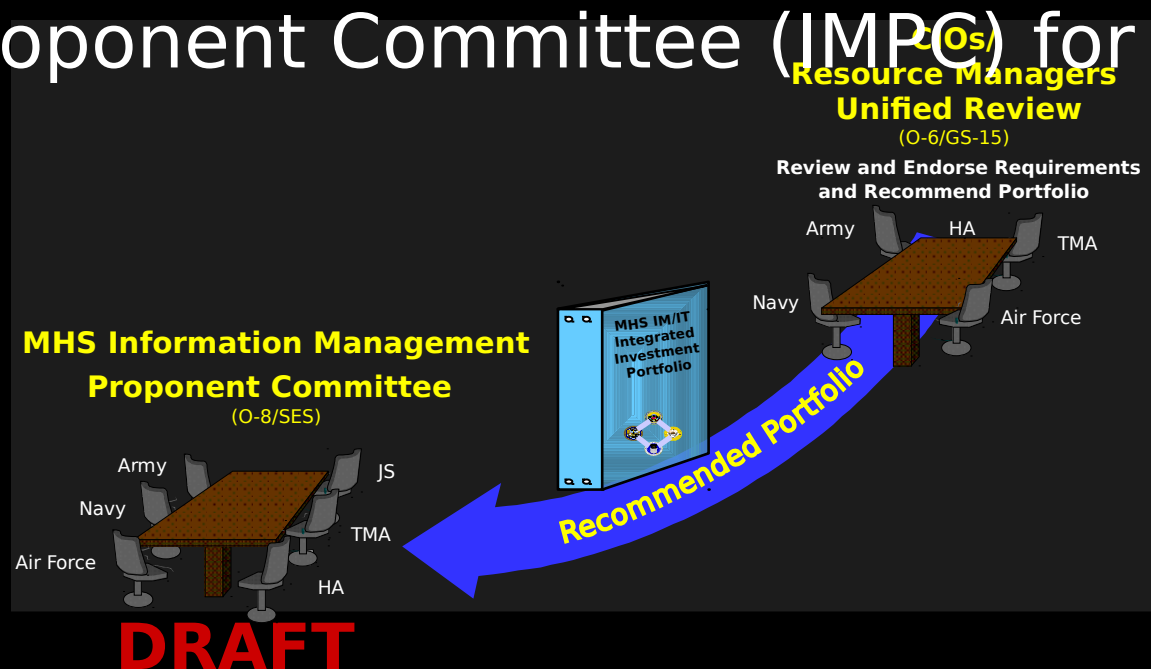 oponent Committee (IMPC) for
CIOs/
Resource Managers
Unified Review
(O-6/GS-15)
Review and Endorse Requirements
and Recommend Portfolio
Army
HA
TMA
Navy
Air Force
MHS IM/IT
Integrated
Investment
Portfolio
MHS Information Management
Proponent Committee
(O-8/SES)
Recommended Portfolio
Army
JS
Navy
TMA
Air Force
HA
DRAFT